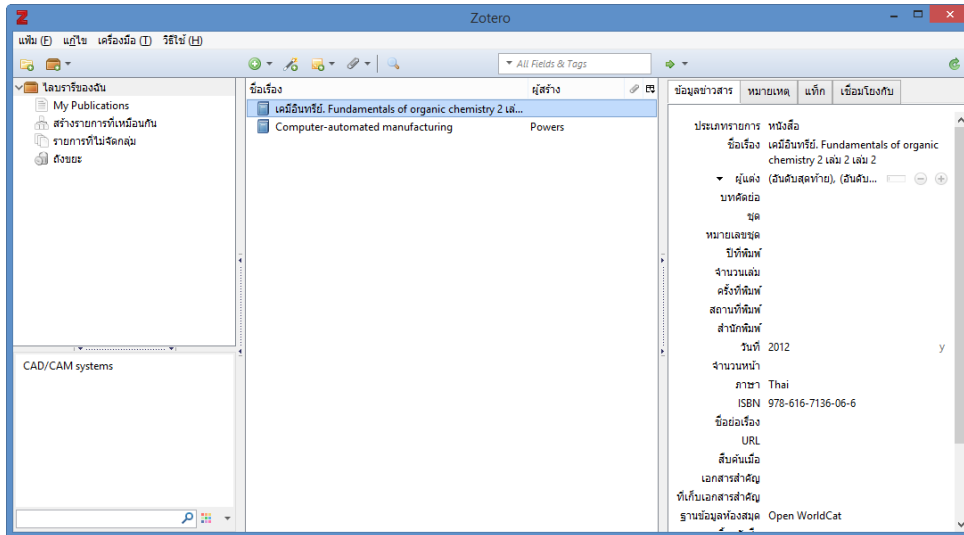 Zotero
แฟ้ม (F) แก้ไข เครื่องมือ (T) วิธีใช้ (H)
All Fields & Tags
ไลบรารีของฉัน
My Publications
สร้างรายการที่เหมือนกัน
รายการที่ไม่จัดกลุ่ม
ถังขยะ
CAD/CAM systems
ชื่อเรื่อง ผู้สร้าง
เคมีอินทรีย์. Fundamentals of organic chemistry 2 เล่...
Computer-automated manufacturing Powers
ข้อมูลข่าวสาร หมายเหตุ แท็ก เชื่อมโยงกับ
ประเภทรายการ หนังสือ
ชื่อเรื่อง เคมีอินทรีย์. Fundamentals of organic
chemistry 2 เล่ม 2 เล่ม 2
ผู้แต่ง (อันดับสุดท้าย), (อันดับ...
บทคัดย่อ
ชุด
หมายเลขชุด
ปีที่พิมพ์
จำนวนเล่ม
ครั้งที่พิมพ์
สถานที่พิมพ์
สำนักพิมพ์
วันที่ 2012 y
จำนวนหน้า
ภาษา Thai
ISBN 978-616-7136-06-6
ชื่อย่อเรื่อง
URL
สืบค้นเมื่อ
เอกสารสำคัญ
ที่เก็บเอกสารสำคัญ
ฐานข้อมูลห้องสมุด Open WorldCat